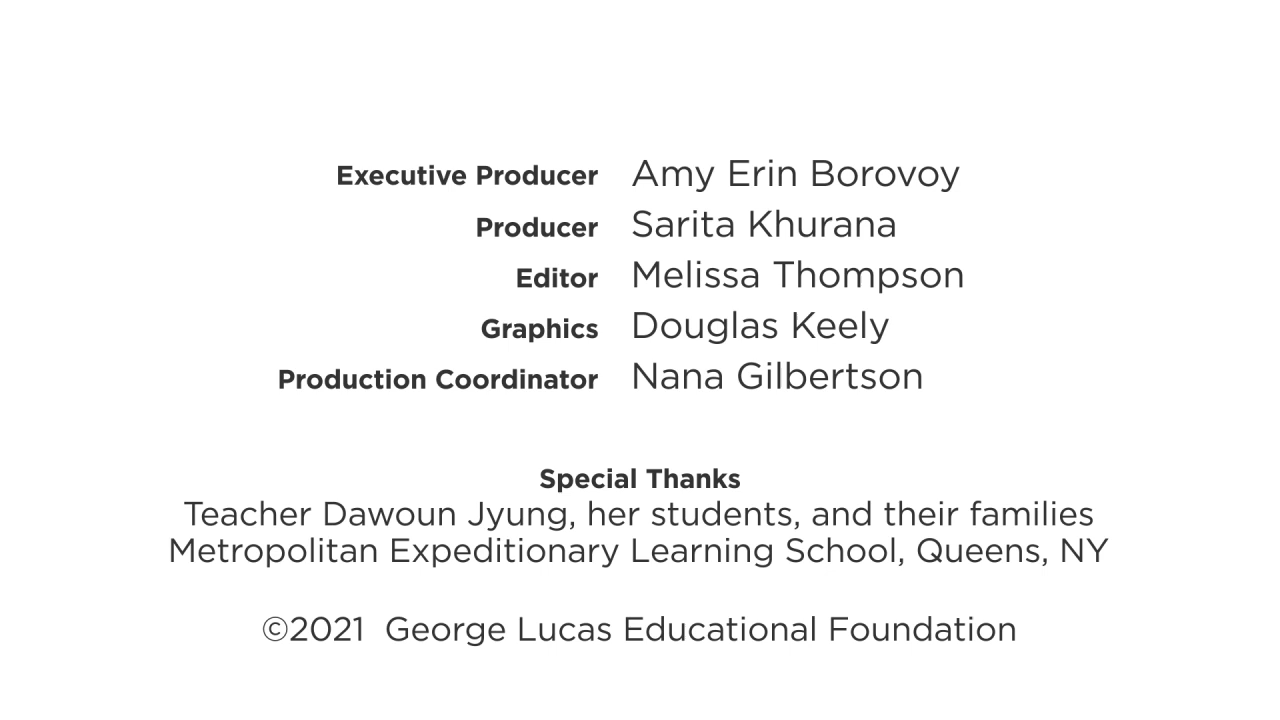 Executive Producer Amy Erin Borovoy
Producer Sarita Khurana
Editor Melissa Thompson
Graphics Douglas Keely
Production Coordinator Nana Gilbertson
Special Thanks
Teacher Dawoun Jyung, her students, and their families
Metropolitan Expeditionary Learning School, Queens, NY
©2021 George Lucas Educational Foundation